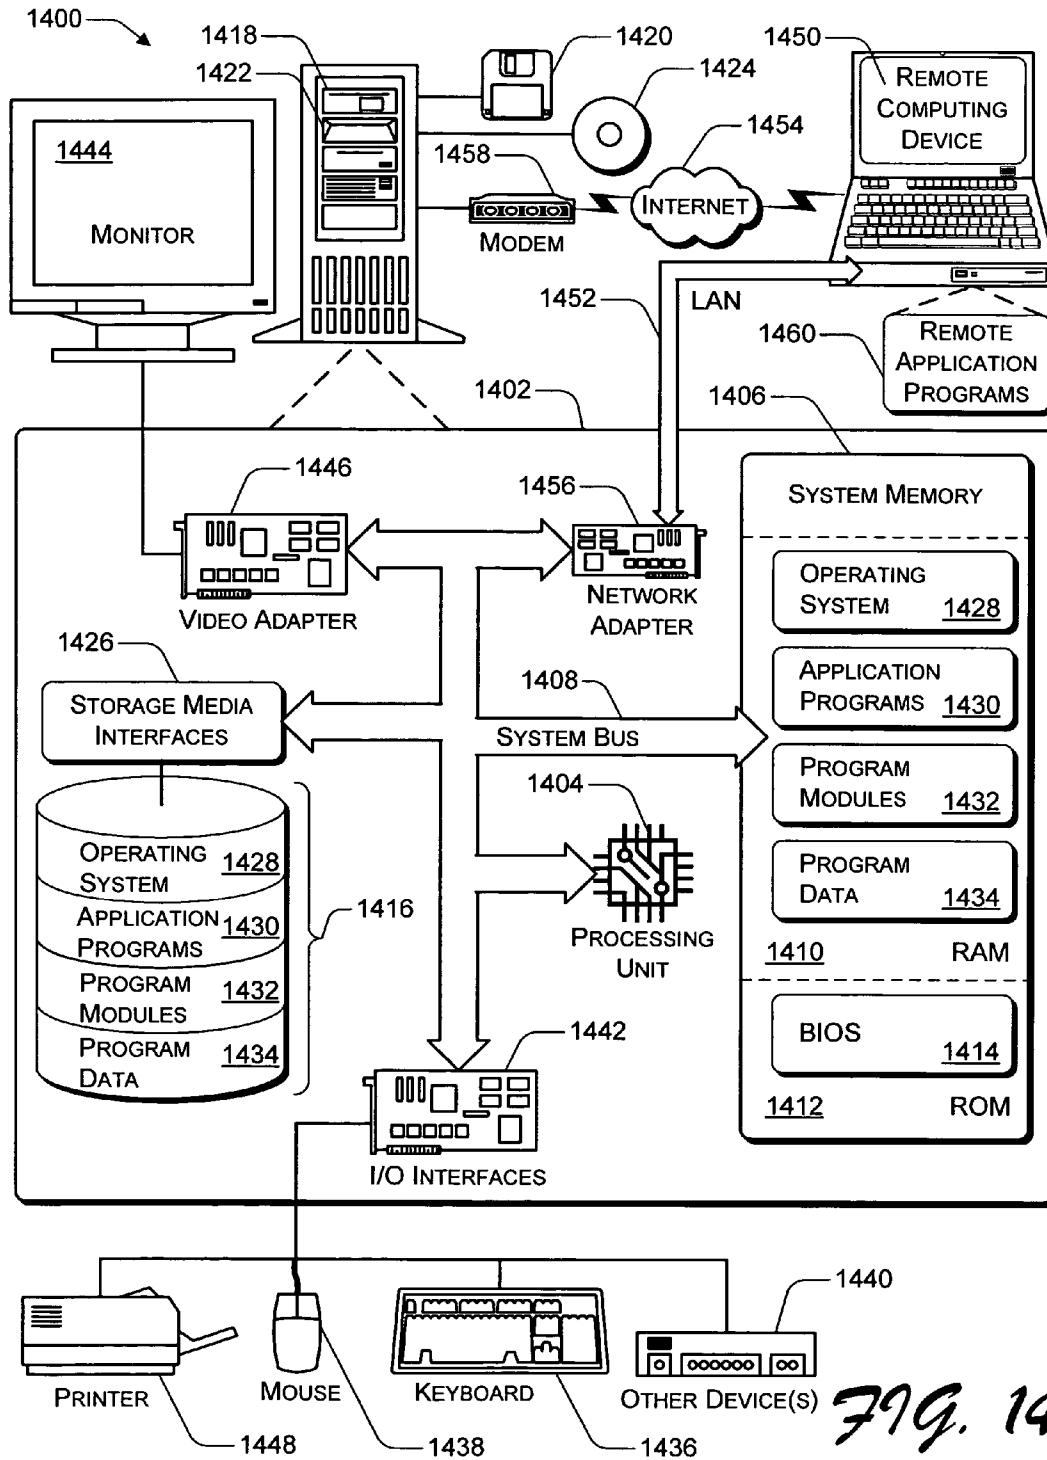 1400
1418
1422
1420
1424
1450
REMOTE
COMPUTING
DEVICE
1444
MONITOR
1458
1454
INTERNET
MODEM
1452
LAN
1460
REMOTE
APPLICATION
PROGRAMS
1402
1406
1446
1456
SYSTEM MEMORY
VIDEO ADAPTER
NETWORK
ADAPTER
OPERATING
SYSTEM 1428
1426
STORAGE MEDIA
INTERFACES
1408
SYSTEM BUS
APPLICATION
PROGRAMS 1430
PROGRAM
MODULES 1432
1404
PROCESSING
UNIT
OPERATING
SYSTEM 1428
APPLICATION
PROGRAMS 1430
PROGRAM
MODULES 1432
PROGRAM
DATA 1434
1416
PROGRAM
DATA 1434
1410 RAM
BIOS 1414
1412 ROM
1442
I/O INTERFACES
1440
PRINTER
MOUSE
KEYBOARD
OTHER DEVICE(S)
1448
1438
1436
FIG. 14